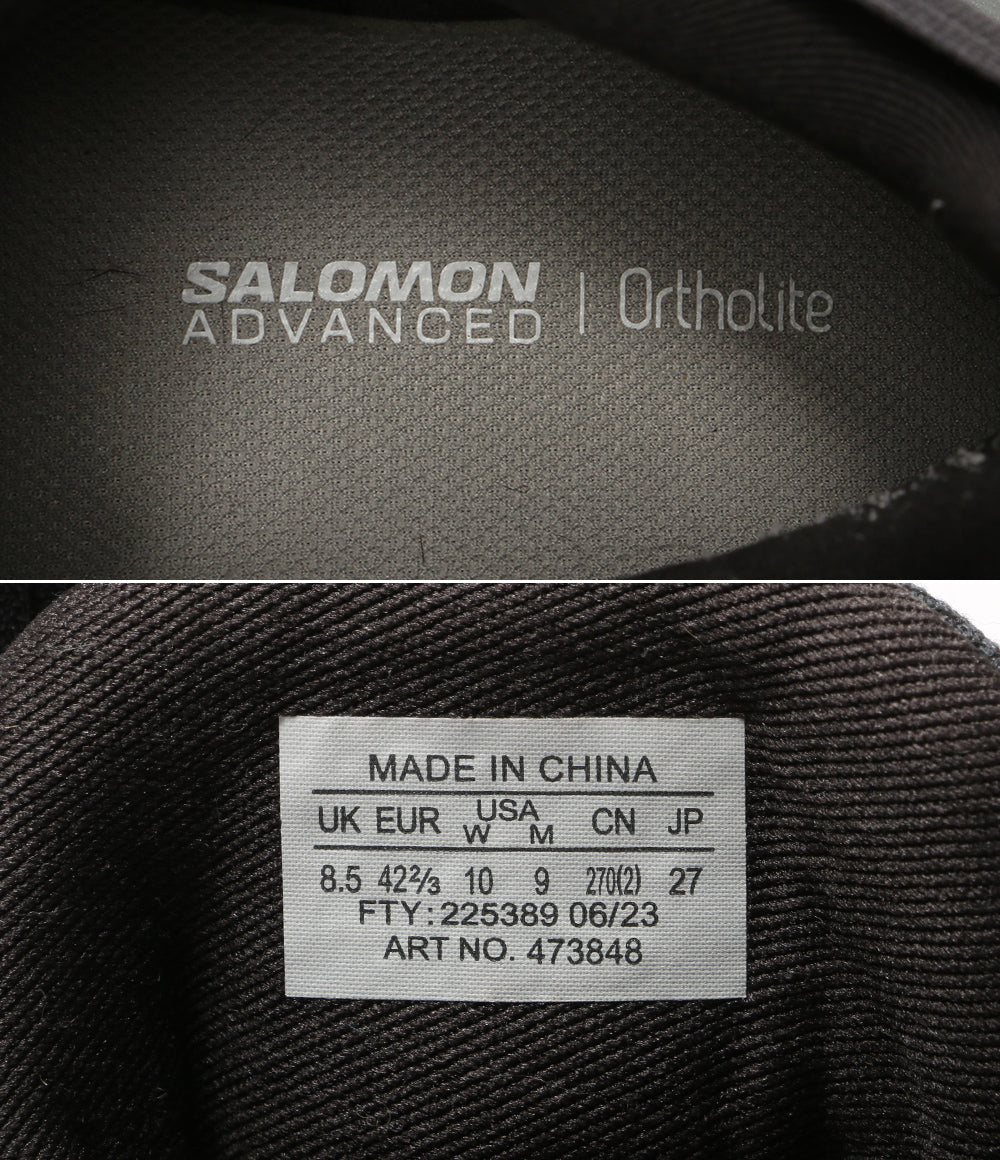 SALOMON
ADVANCED | Ortholite
MADE IN CHINA
UK EUR USA W M CN JP
8.5 42⅔ 10 9 270(2) 27
FTY: 225389 06/23
ART NO. 473848